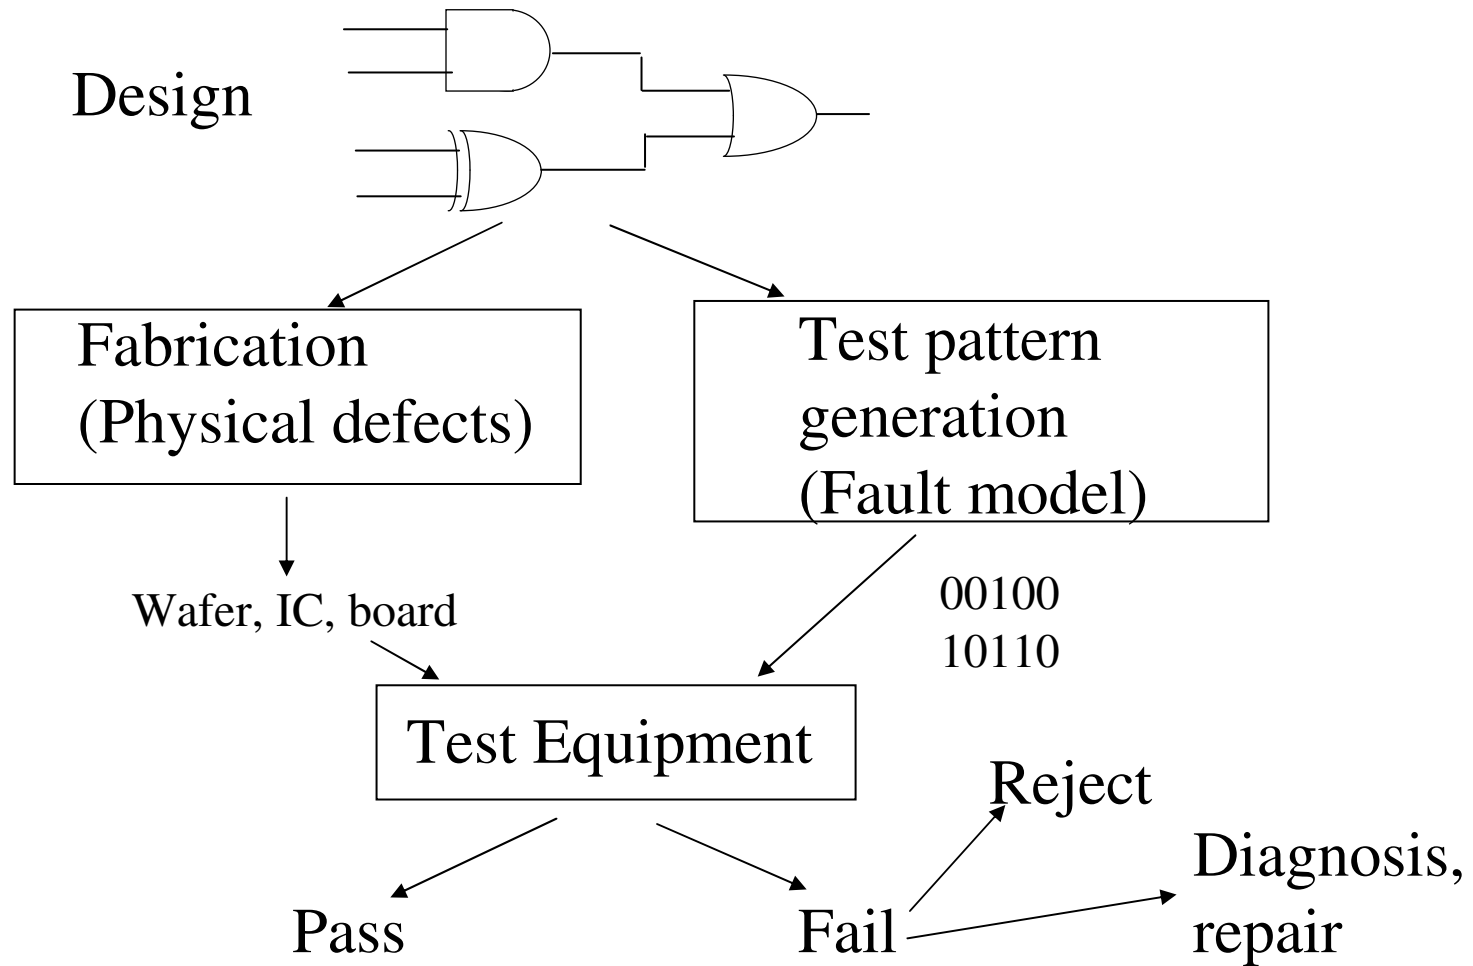 Design
Fabrication
(Physical defects)
Test pattern
generation
(Fault model)
Wafer, IC, board
00100
10110
Test Equipment
Reject
Diagnosis,
repair
Pass
Fail